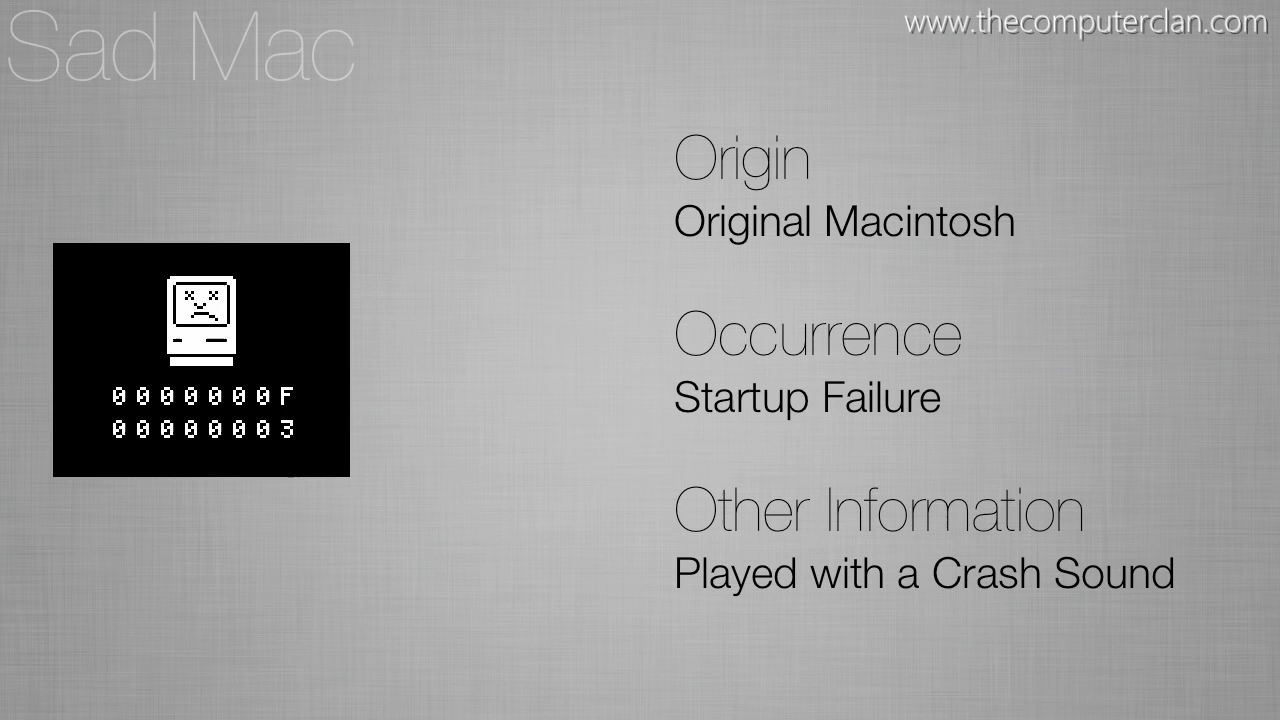 Sad Mac
www.thecomputerclan.com
Origin
Original Macintosh
Occurrence
Startup Failure
Other Information
Played with a Crash Sound
0000000F
00000003